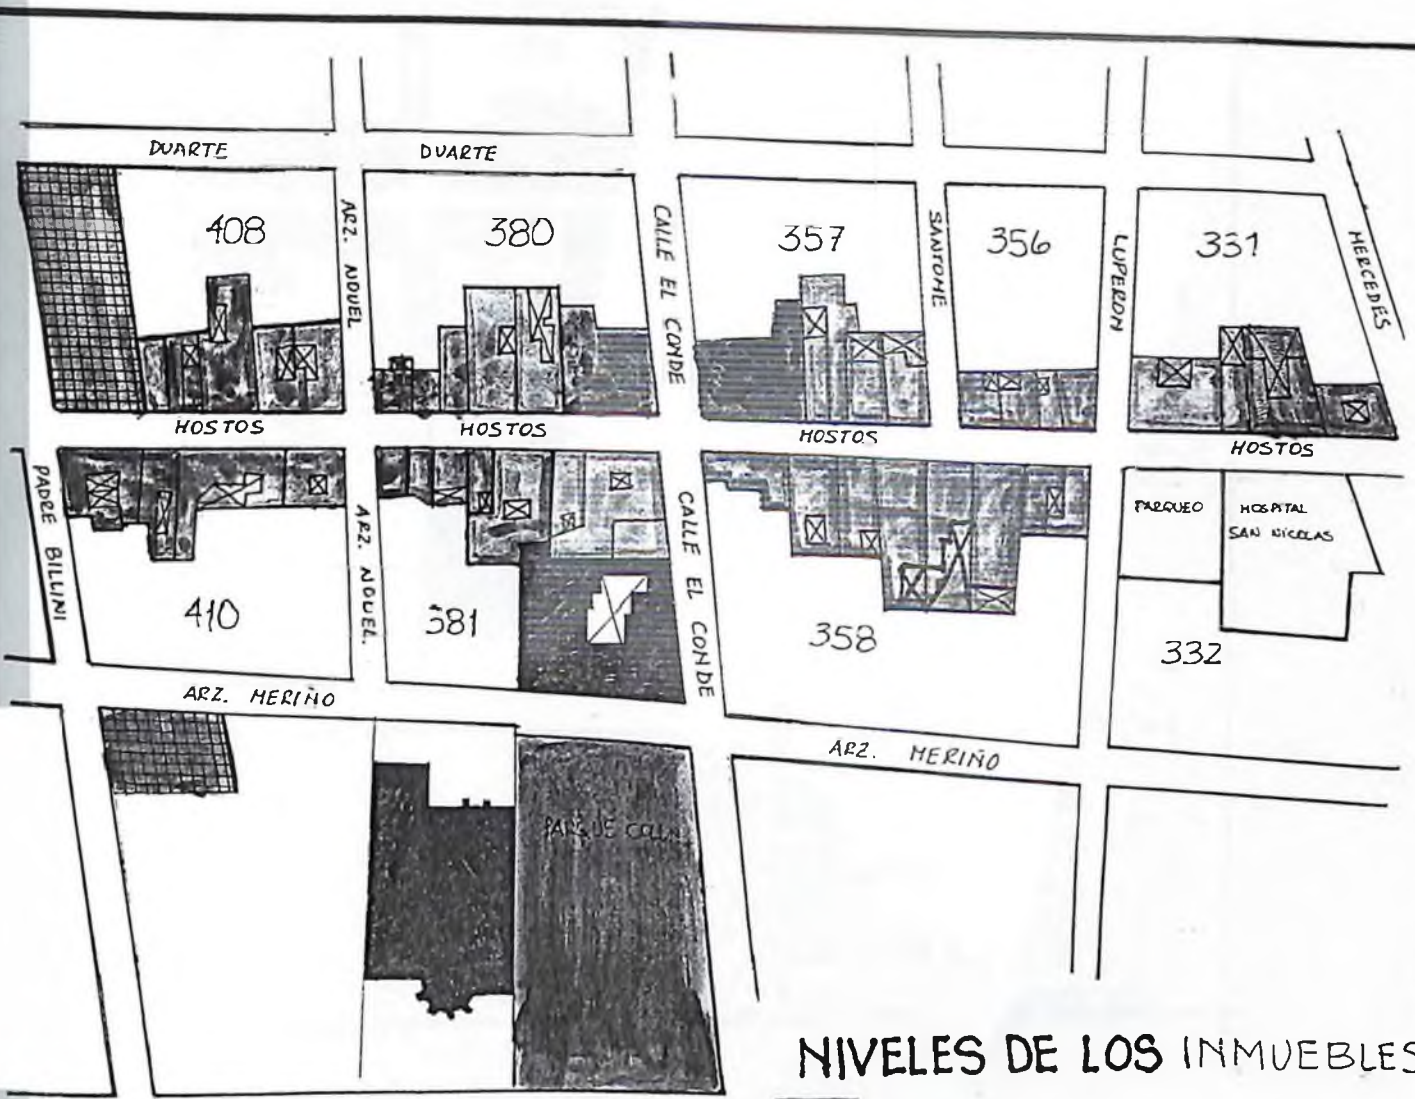 DUARTE
DUARTE
408
ARZ. NOUEL
380
CALLE EL CONDE
357
SANTOME
356
LUPERON
331
MERCEDES
HOSTOS
HOSTOS
HOSTOS
HOSTOS
PADRE BILLINI
410
ARZ. NOUEL.
381
CALLE EL CONDE
358
PARQUEO
HOSPITAL
SAN NICOLAS
332
ARZ. MERIÑO
ARZ. MERIÑO
PARQUE COLON
NIVELES DE LOS INMUEBLES